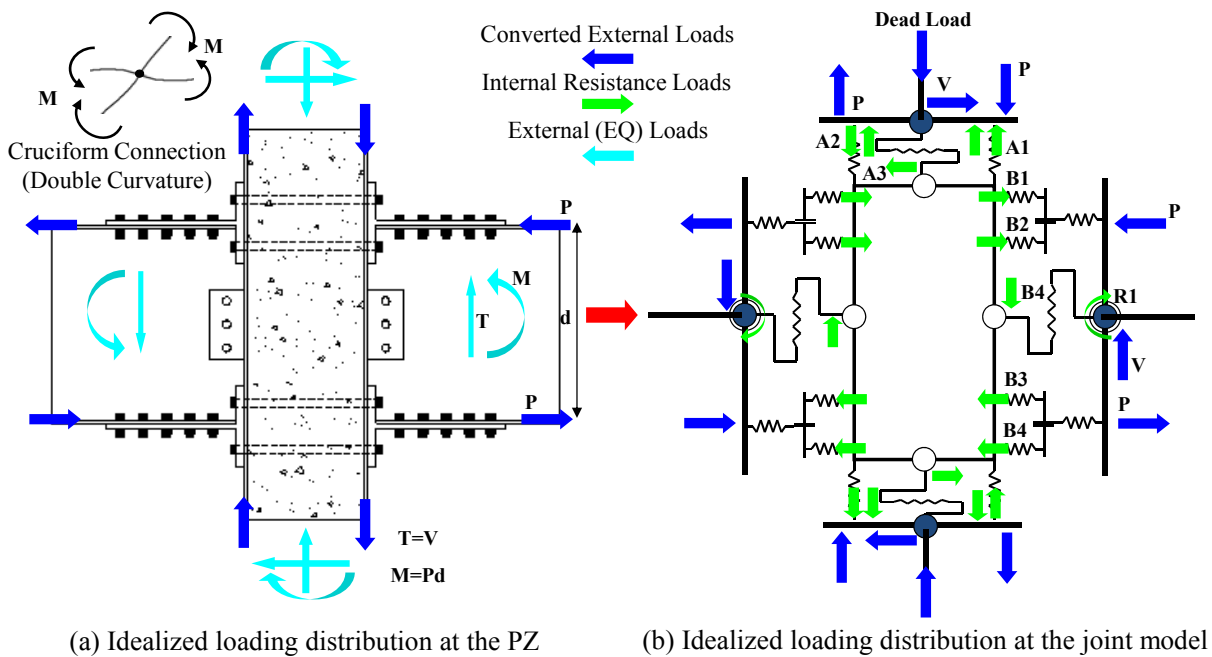 M
M
Cruciform Connection
(Double Curvature)
Converted External Loads
Internal Resistance Loads
External (EQ) Loads
P
M
T
d
P
T=V
M=Pd
(a) Idealized loading distribution at the PZ
Dead Load
P
V
P
A2
A1
A3
B1
B2
P
B4
R1
V
B3
P
B4
(b) Idealized loading distribution at the joint model